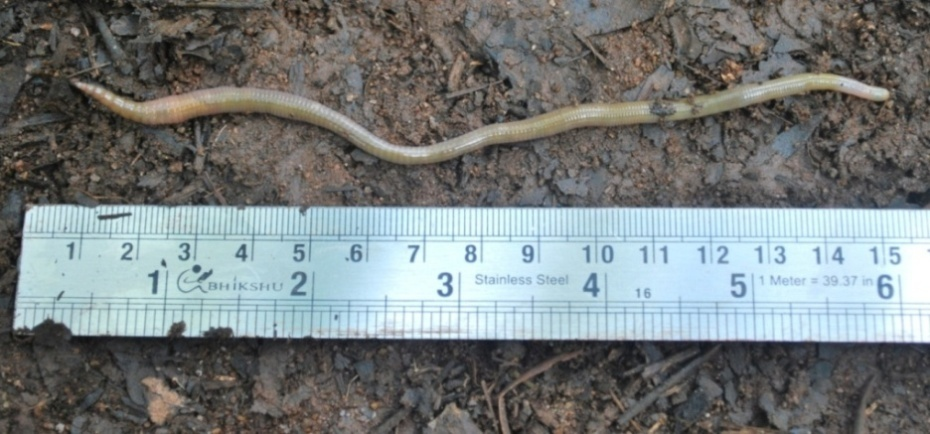 1 2 3 4 5 6 7 8 9 10 11 12 13 14 15
1 BHIKSHU 2 3 Stainless Steel 4 16 5 1 Meter = 39.37 in 6